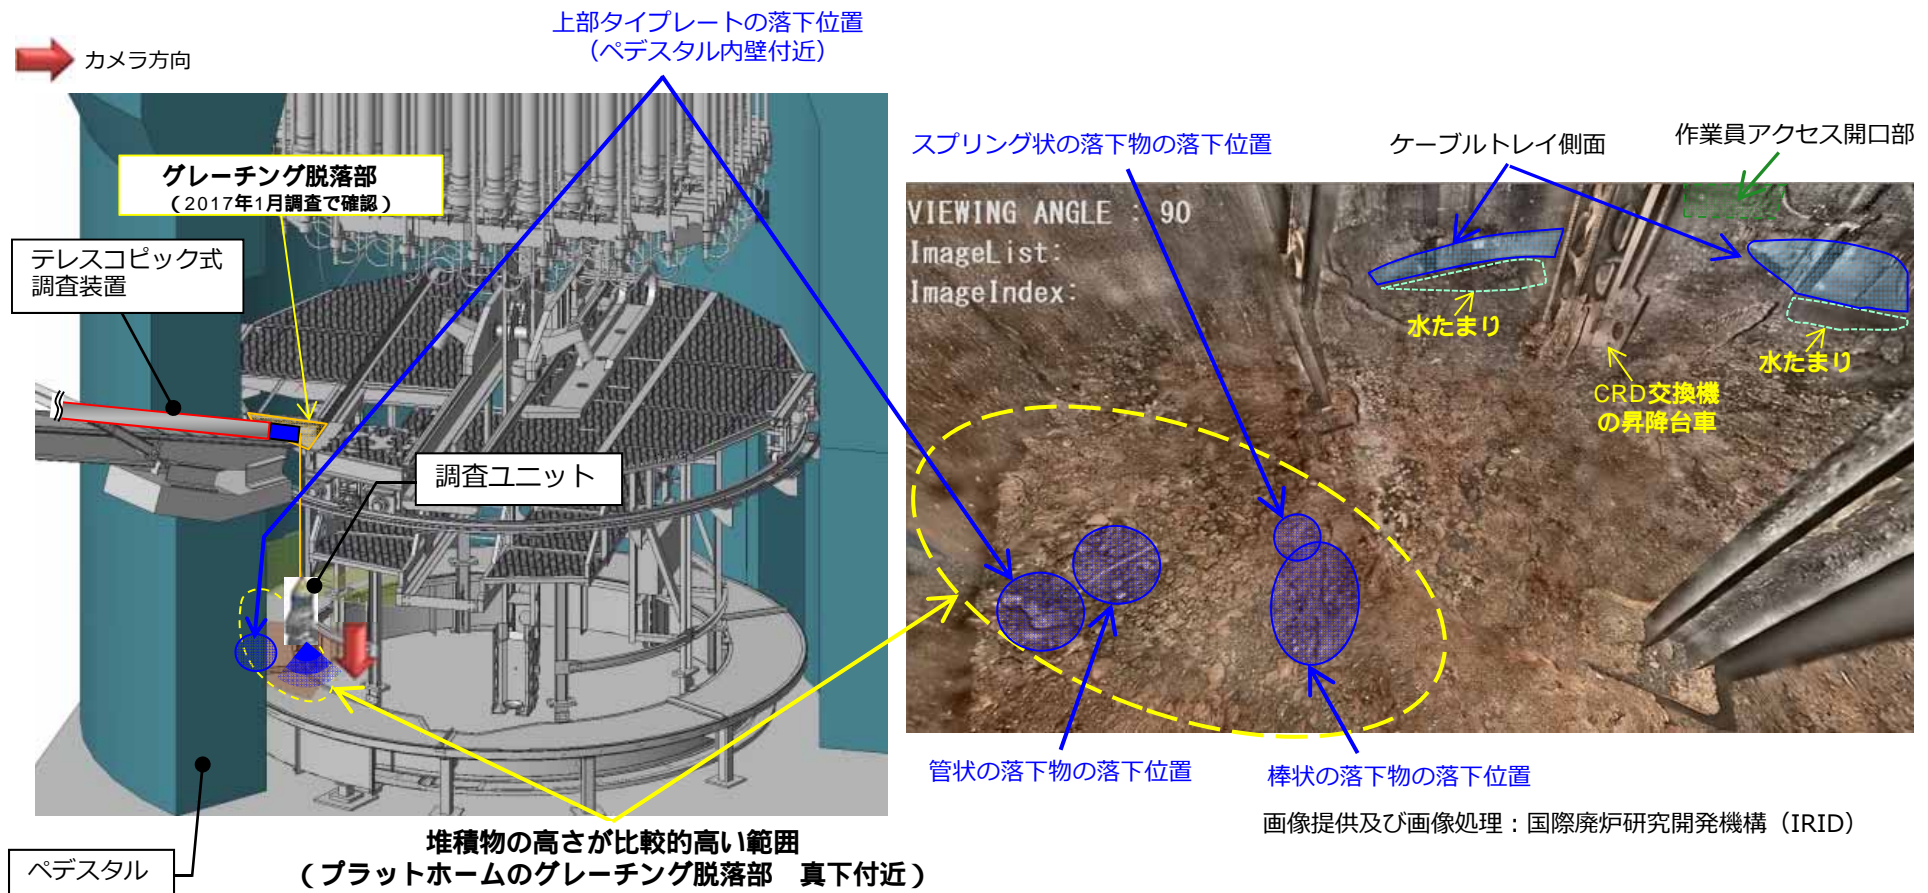 上部タイプレートの落下位置
（ペデスタル内壁付近）
カメラ方向
グレーチング脱落部
（2017年1月調査で確認）
テレスコピック式
調査装置
調査ユニット
ペデスタル
堆積物の高さが比較的高い範囲
（プラットホームのグレーチング脱落部　真下付近）
スプリング状の落下物の落下位置
ケーブルトレイ側面
作業員アクセス開口部
VIEWING ANGLE : 90
ImageList:
ImageIndex:
水たまり
水たまり
CRD交換機
の昇降台車
管状の落下物の落下位置
棒状の落下物の落下位置
画像提供及び画像処理：国際廃炉研究開発機構（IRID）